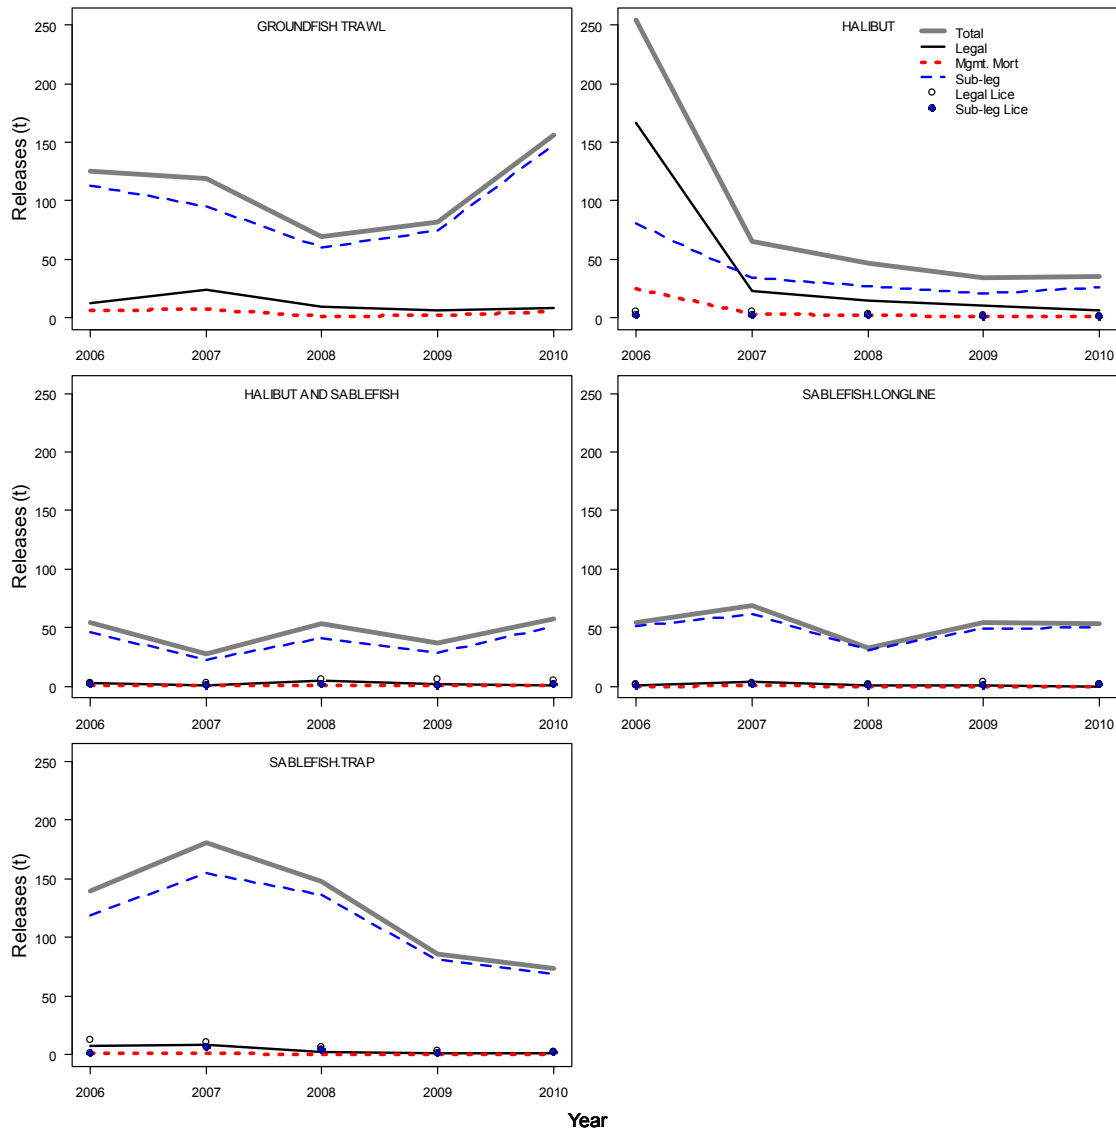 GROUNDFISH TRAWL
Releases (t)
250
200
150
100
50
0
2006 2007 2008 2009 2010
HALIBUT
Total
Legal
Mgmt. Mort
Sub-leg
Legal Lice
Sub-leg Lice
250
200
150
100
50
0
2006 2007 2008 2009 2010
HALIBUT AND SABLEFISH
Releases (t)
250
200
150
100
50
0
2006 2007 2008 2009 2010
SABLEFISH.LONGLINE
250
200
150
100
50
0
2006 2007 2008 2009 2010
SABLEFISH.TRAP
Releases (t)
250
200
150
100
50
0
2006 2007 2008 2009 2010
Year